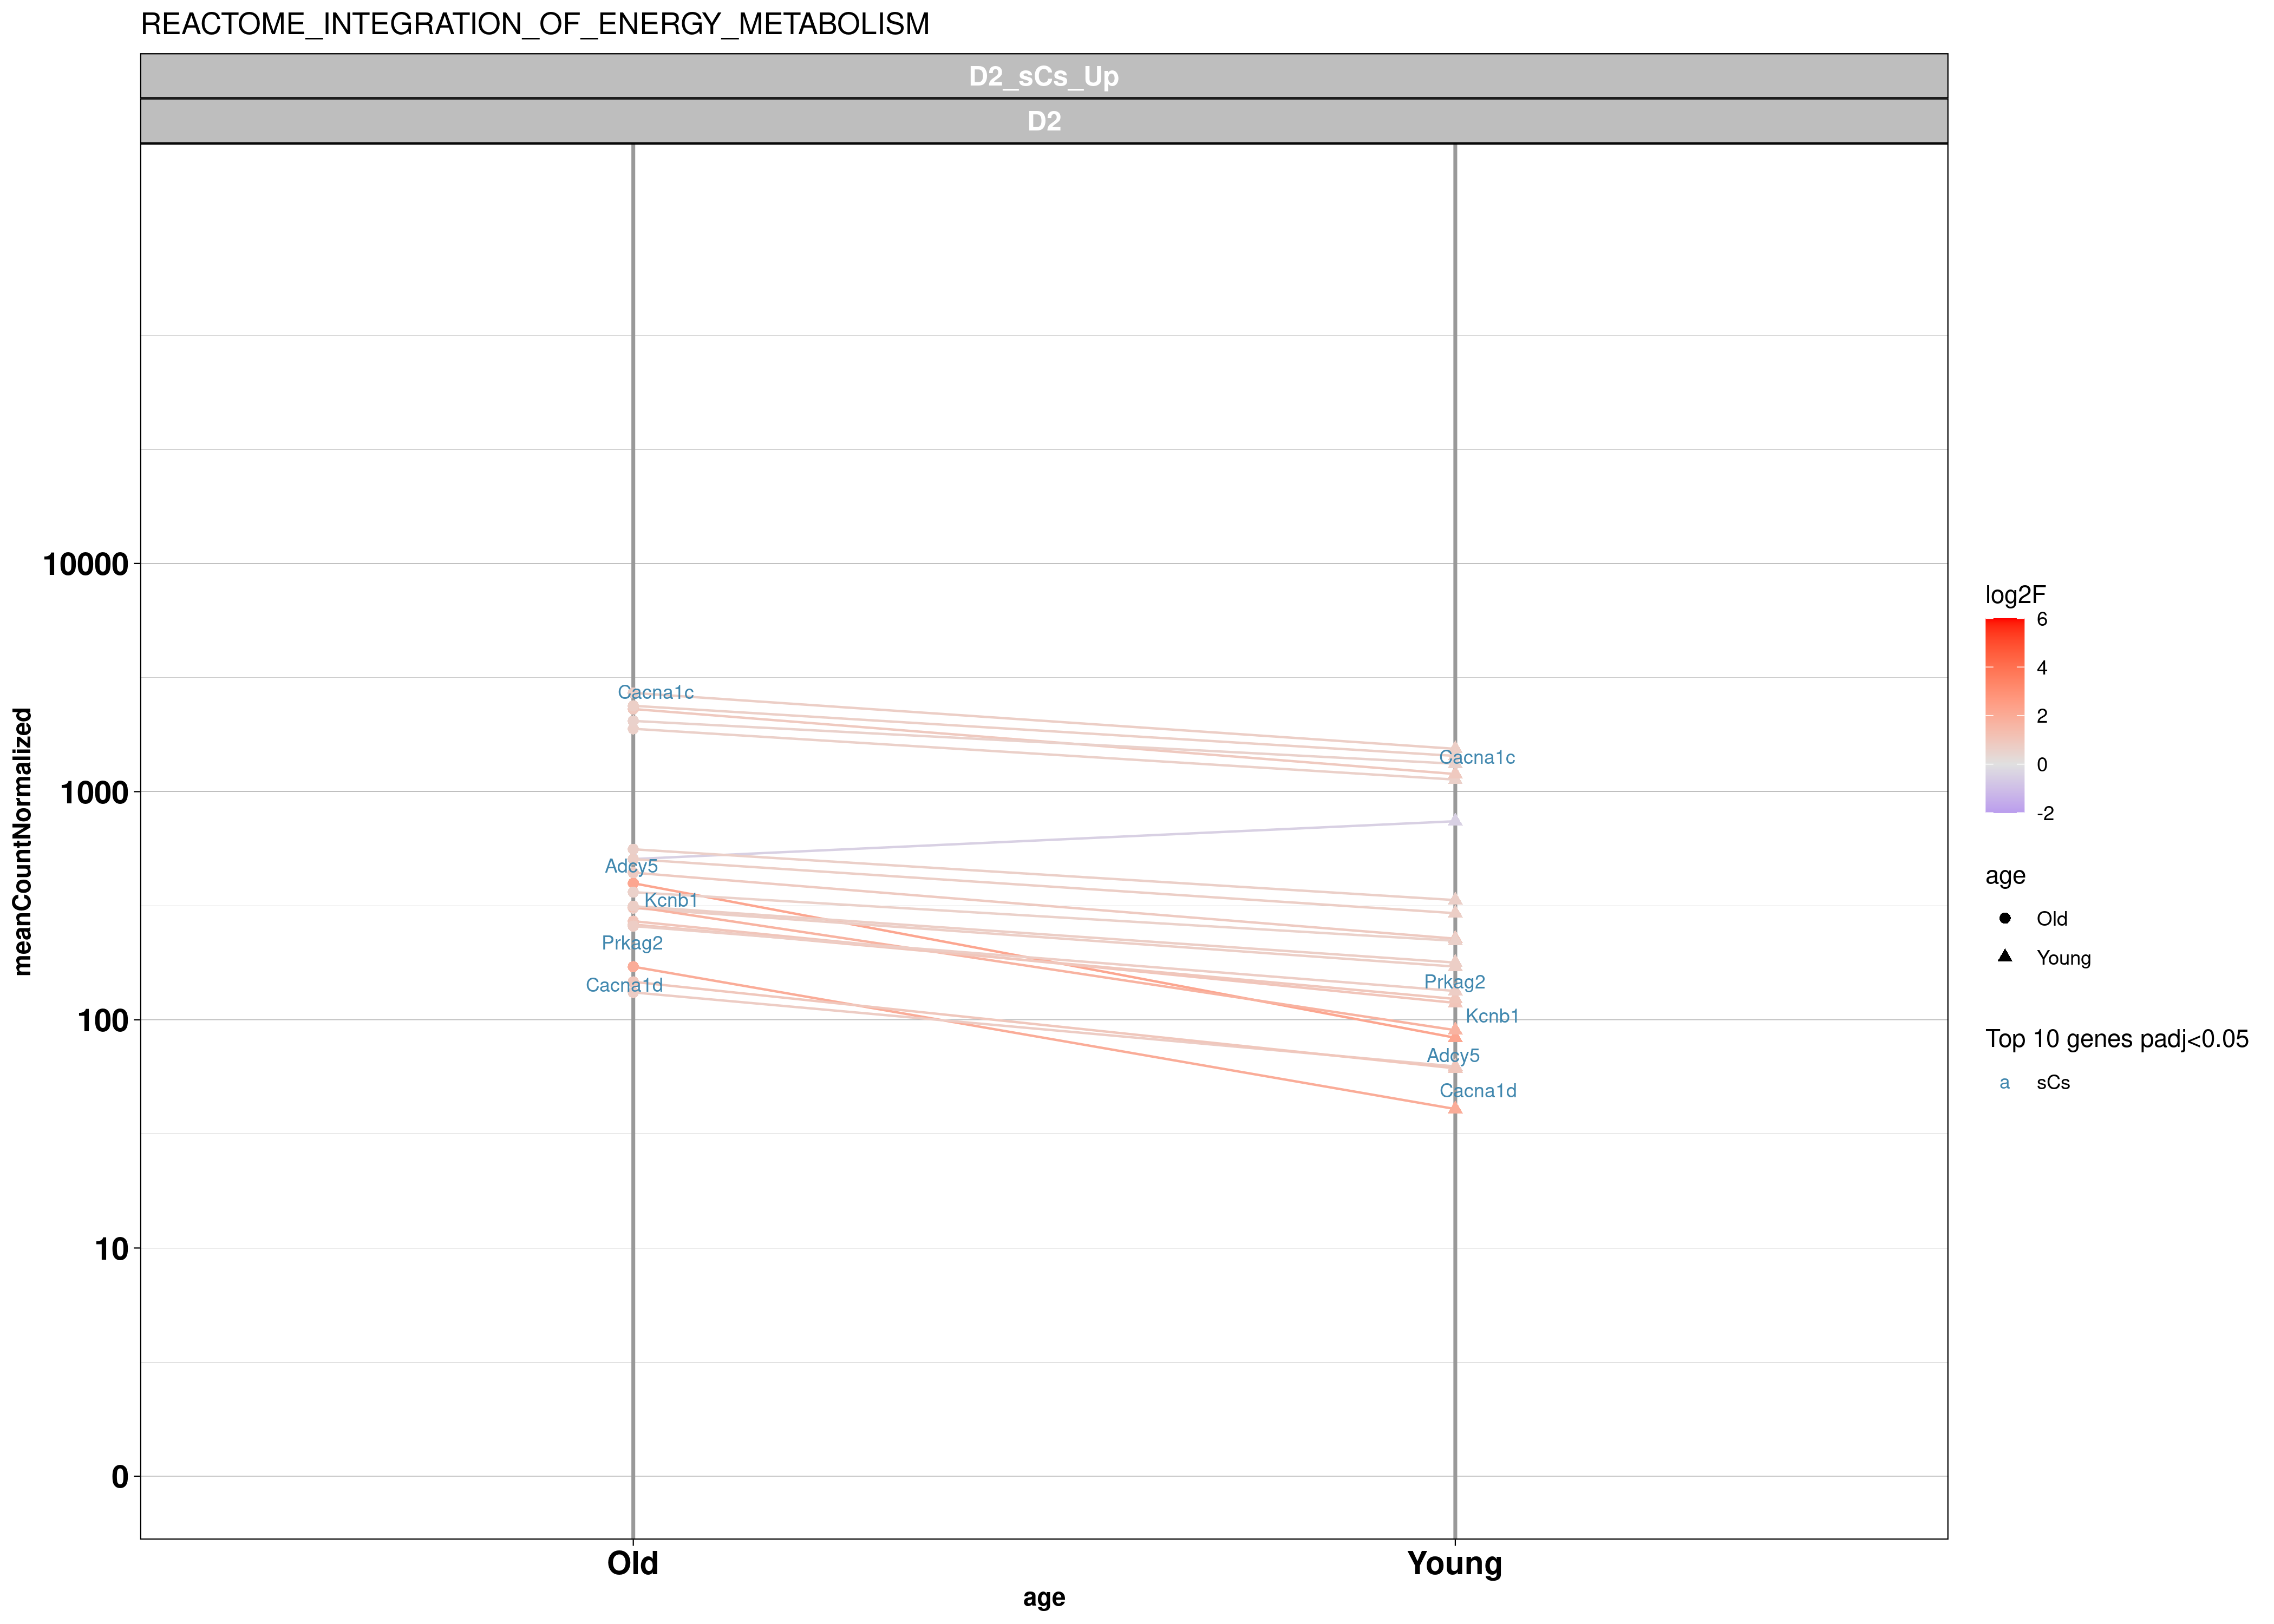 REACTOME_INTEGRATION_OF_ENERGY_METABOLISM
D2_sCs_Up
D2
meanCountNormalized
10000
1000
100
10
0
Cacna1c
Adcy5
Kcnb1
Prkag2
Cacna1d
Cacna1c
Prkag2
Kcnb1
Adcy5
Cacna1d
Old
Young
age
log2F
6
4
2
0
-2
age
Old
Young
Top 10 genes padj<0.05
a sCs